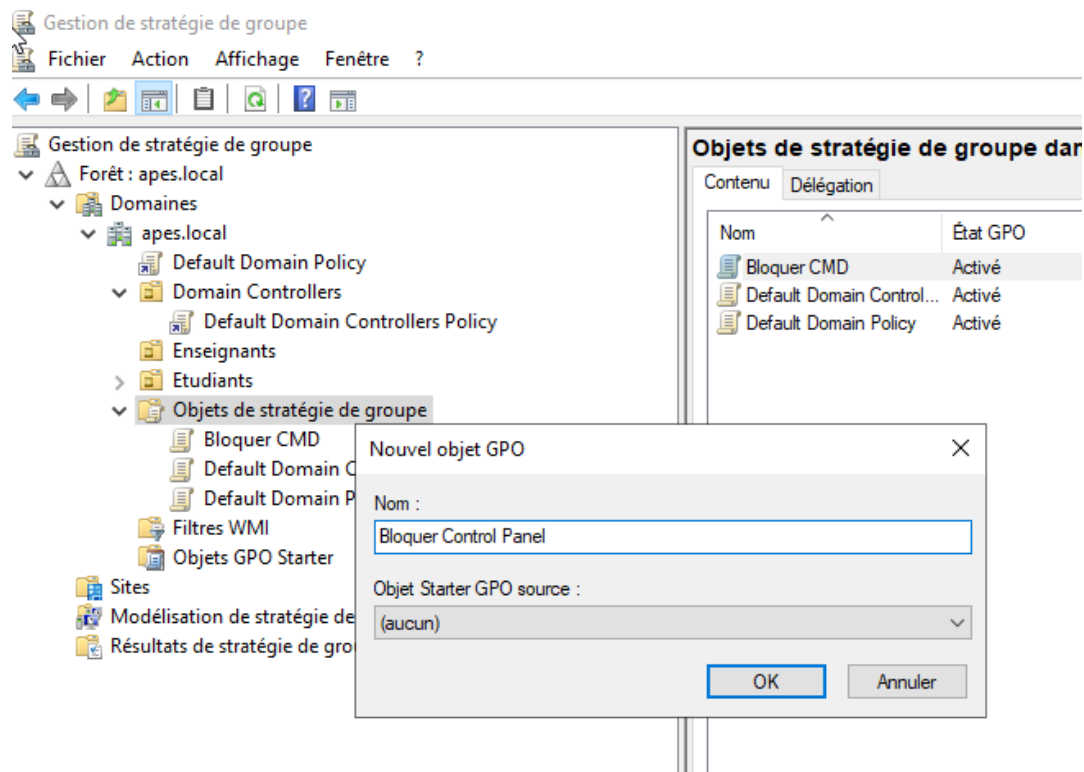 Gestion de stratégie de groupe
Fichier Action Affichage Fenêtre ?
Gestion de stratégie de groupe
Forêt : apes.local
Domaines
apes.local
Default Domain Policy
Domain Controllers
Default Domain Controllers Policy
Enseignants
Etudiants
Objets de stratégie de groupe
Bloquer CMD
Default Domain C
Default Domain P
Filtres WMI
Objets GPO Starter
Sites
Modélisation de stratégie de
Résultats de stratégie de grou
Objets de stratégie de groupe dan
Contenu Délégation
Nom État GPO
Bloquer CMD Activé
Default Domain Control... Activé
Default Domain Policy Activé
Nouvel objet GPO
Nom :
Bloquer Control Panel
Objet Starter GPO source :
(aucun)
OK Annuler